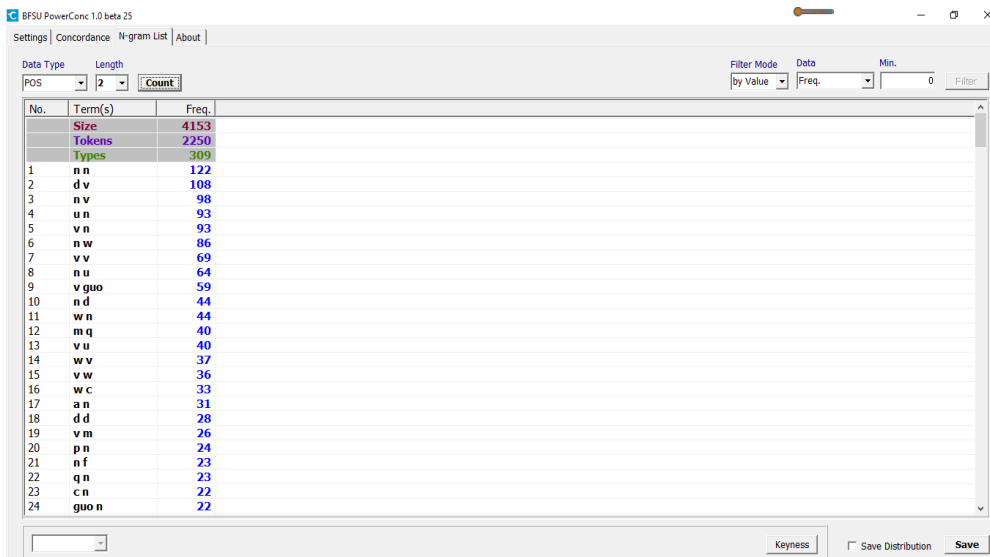 BFSU PowerConc 1.0 beta 25
Settings Concordance N-gram List About
Data Type Length Filter Mode Data Min.
POS 2 Count by Value Freq. 0 Filter
No. Term(s) Freq.
Size 4153
Tokens 2250
Types 309
1 n n 122
2 d v 108
3 n v 98
4 u n 93
5 v n 93
6 n w 86
7 v v 69
8 n u 64
9 v guo 59
10 n d 44
11 w n 44
12 m q 40
13 v u 40
14 w v 37
15 v w 36
16 w c 33
17 a n 31
18 d d 28
19 v m 26
20 p n 24
21 n f 23
22 q n 23
23 c n 22
24 guo n 22
Keyness Save Distribution Save